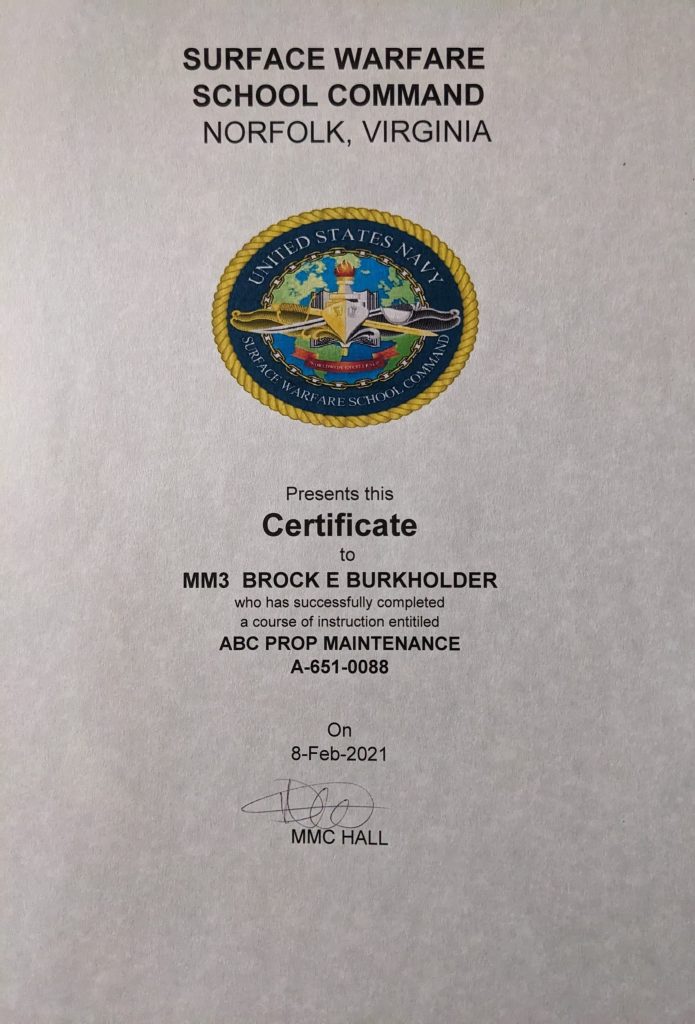 SURFACE WARFARE
SCHOOL COMMAND
NORFOLK, VIRGINIA
UNITED STATES NAVY
SURFACE WARFARE SCHOOL COMMAND
Presents this
Certificate
to
MM3 BROCK E BURKHOLDER
who has successfully completed
a course of instruction entitiled
ABC PROP MAINTENANCE
A-651-0088
On
8-Feb-2021
MMC HALL